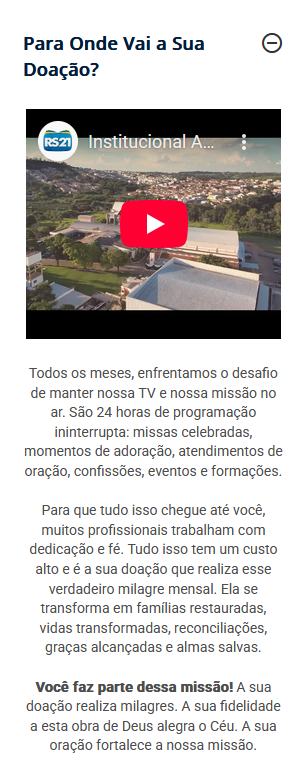 Para Onde Vai a Sua
Doação?
RS21
Institucional A...
Todos os meses, enfrentamos o desafio
de manter nossa TV e nossa missão no
ar. São 24 horas de programação
ininterrupta: missas celebradas,
momentos de adoração, atendimentos de
oração, confissões, eventos e formações.
Para que tudo isso chegue até você,
muitos profissionais trabalham com
dedicação e fé. Tudo isso tem um custo
alto e é a sua doação que realiza esse
verdadeiro milagre mensal. Ela se
transforma em famílias restauradas,
vidas transformadas, reconciliações,
graças alcançadas e almas salvas.
Você faz parte dessa missão! A sua
doação realiza milagres. A sua fidelidade
a esta obra de Deus alegra o Céu. A sua
oração fortalece a nossa missão.